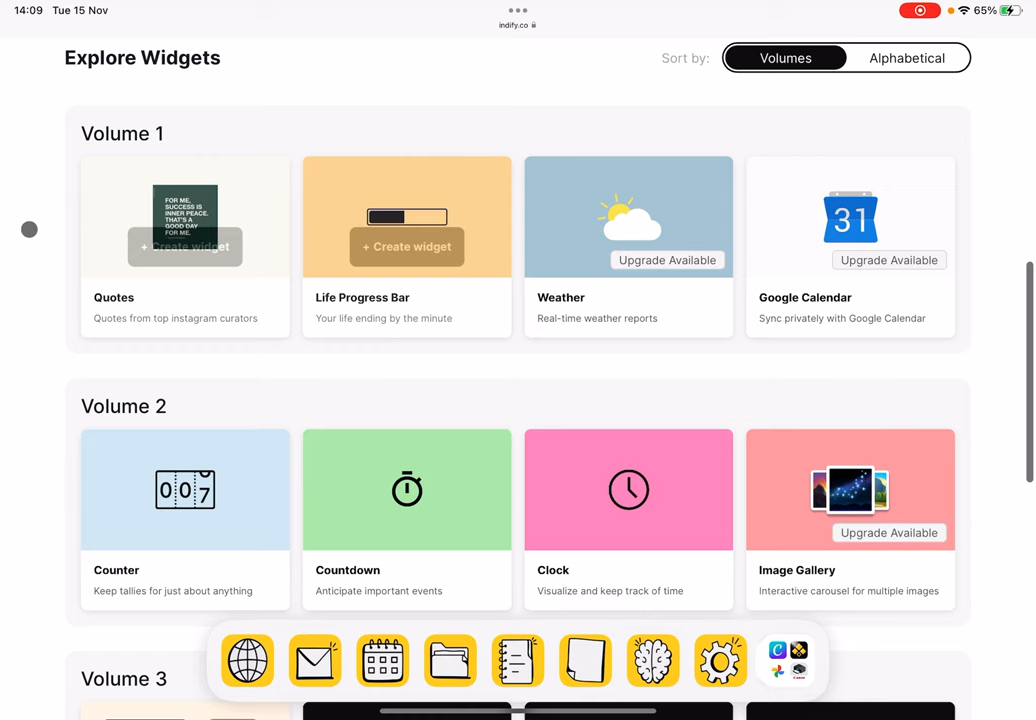 14:09 Tue 15 Nov
65%
indify.co
Explore Widgets
Sort by: Volumes Alphabetical
Volume 1
FOR ME,
SUCCESS IS
INNER PEACE.
THAT'S A
GOOD DAY
FOR ME.
+ Create widget
+ Create widget
Upgrade Available
31
Upgrade Available
Quotes
Quotes from top instagram curators
Life Progress Bar
Your life ending by the minute
Weather
Real-time weather reports
Google Calendar
Sync privately with Google Calendar
Volume 2
007
Upgrade Available
Counter
Keep tallies for just about anything
Countdown
Anticipate important events
Clock
Visualize and keep track of time
Image Gallery
Interactive carousel for multiple images
Volume 3
Canon